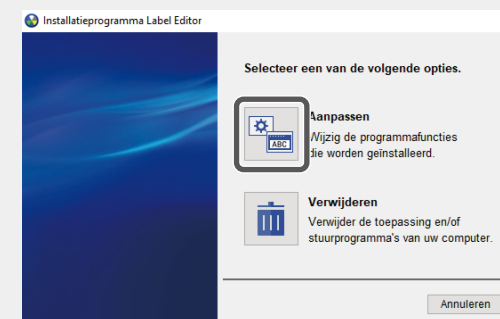 Installatieprogramma Label Editor
Selecteer een van de volgende opties.
Aanpassen
Wijzig de programmafuncties
die worden geïnstalleerd.
ABC
Verwijderen
Verwijder de toepassing en/of
stuurprogramma's van uw computer.
Annuleren